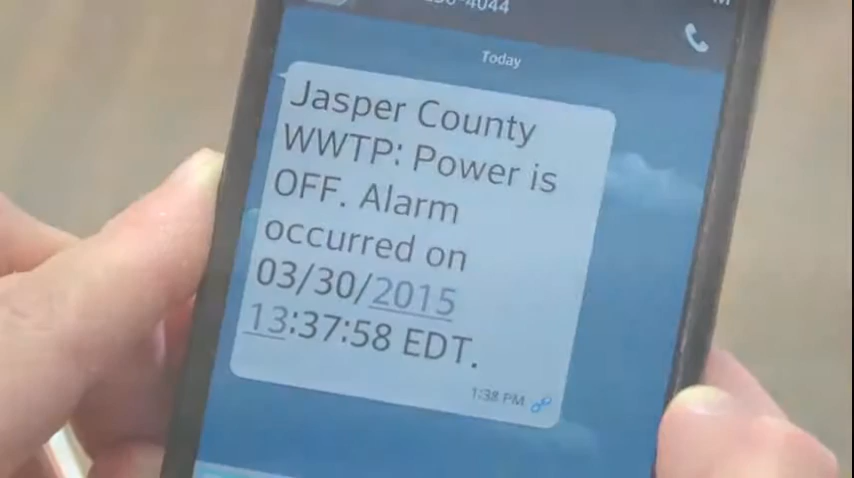 4044
Today
Jasper County
WWTP: Power is
OFF. Alarm
occurred on
03/30/2015
13:37:58 EDT.
1:38 PM